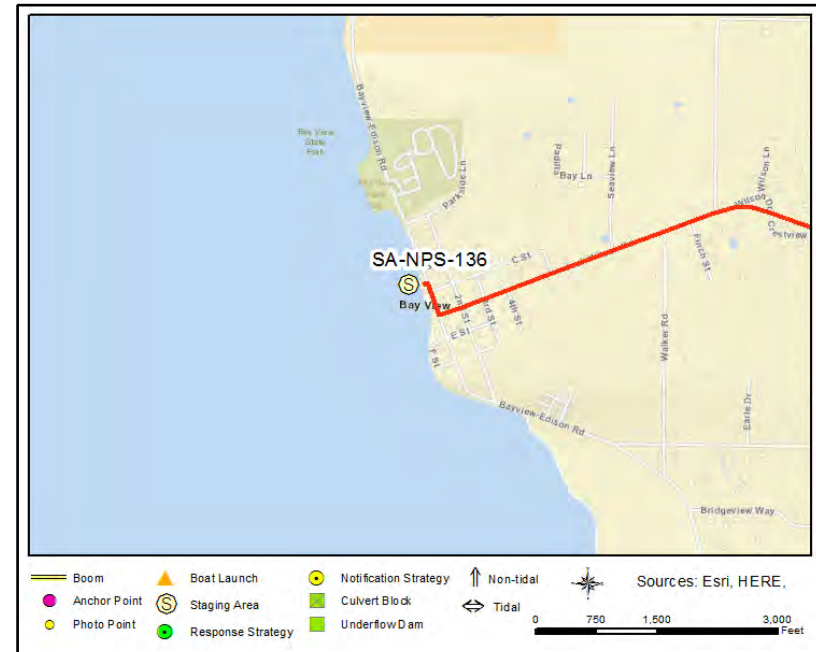 Bayview-Edison Rd
Bay View
State
Park
Parkside Ln
Padilla
Bay Ln
Seaview Ln
Wilson Ln
Wilson
Dr
Crestview
SA-NPS-136
C St
Finch St
S
Bay View
2nd St
3rd St
4th St
E St
F St
Walker Rd
Bayview-Edison Rd
Earle Dr
Bridgeview Way
Boom
Boat Launch
Notification Strategy
Non-tidal
Sources: Esri, HERE,
Anchor Point
S Staging Area
Culvert Block
Tidal
Photo Point
Response Strategy
Underflow Dam
0 750 1,500 3,000
Feet